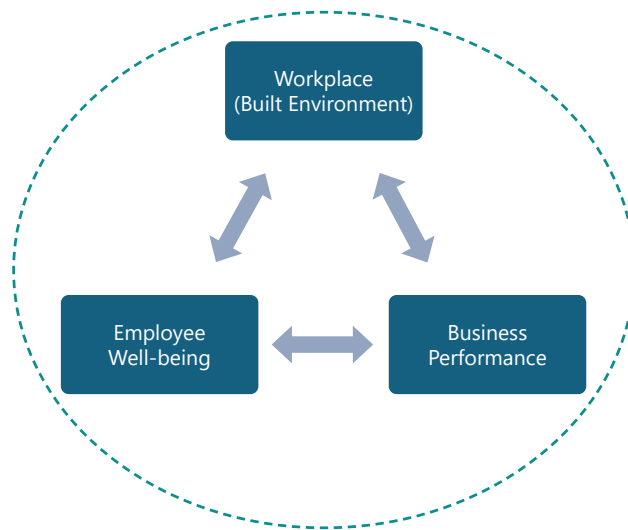 Workplace
(Built Environment)
Employee
Well-being
Business
Performance